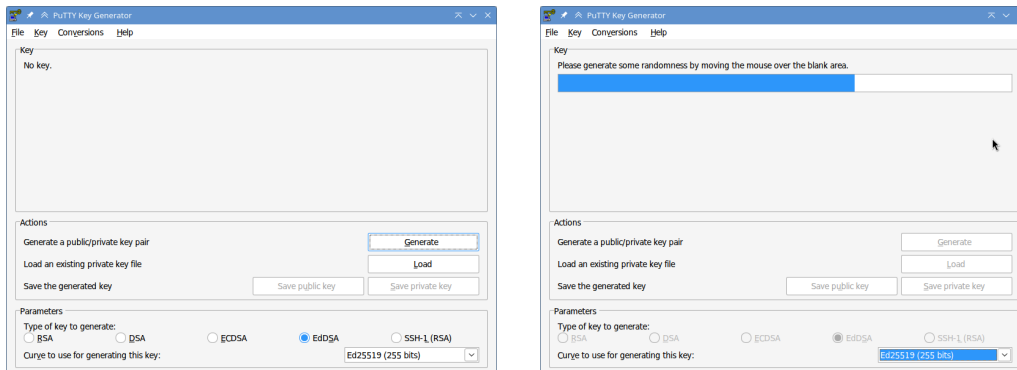 PuTTY Key Generator
File Key Conversions Help
Key
No key.
Actions
Generate a public/private key pair
Generate
Load an existing private key file
Load
Save the generated key
Save public key
Save private key
Parameters
Type of key to generate:
RSA DSA ECDSA EdDSA SSH-1 (RSA)
Curve to use for generating this key:
Ed25519 (255 bits)
PuTTY Key Generator
File Key Conversions Help
Key
Please generate some randomness by moving the mouse over the blank area.
Actions
Generate a public/private key pair
Generate
Load an existing private key file
Load
Save the generated key
Save public key
Save private key
Parameters
Type of key to generate:
RSA DSA ECDSA EdDSA SSH-1 (RSA)
Curve to use for generating this key:
Ed25519 (255 bits)